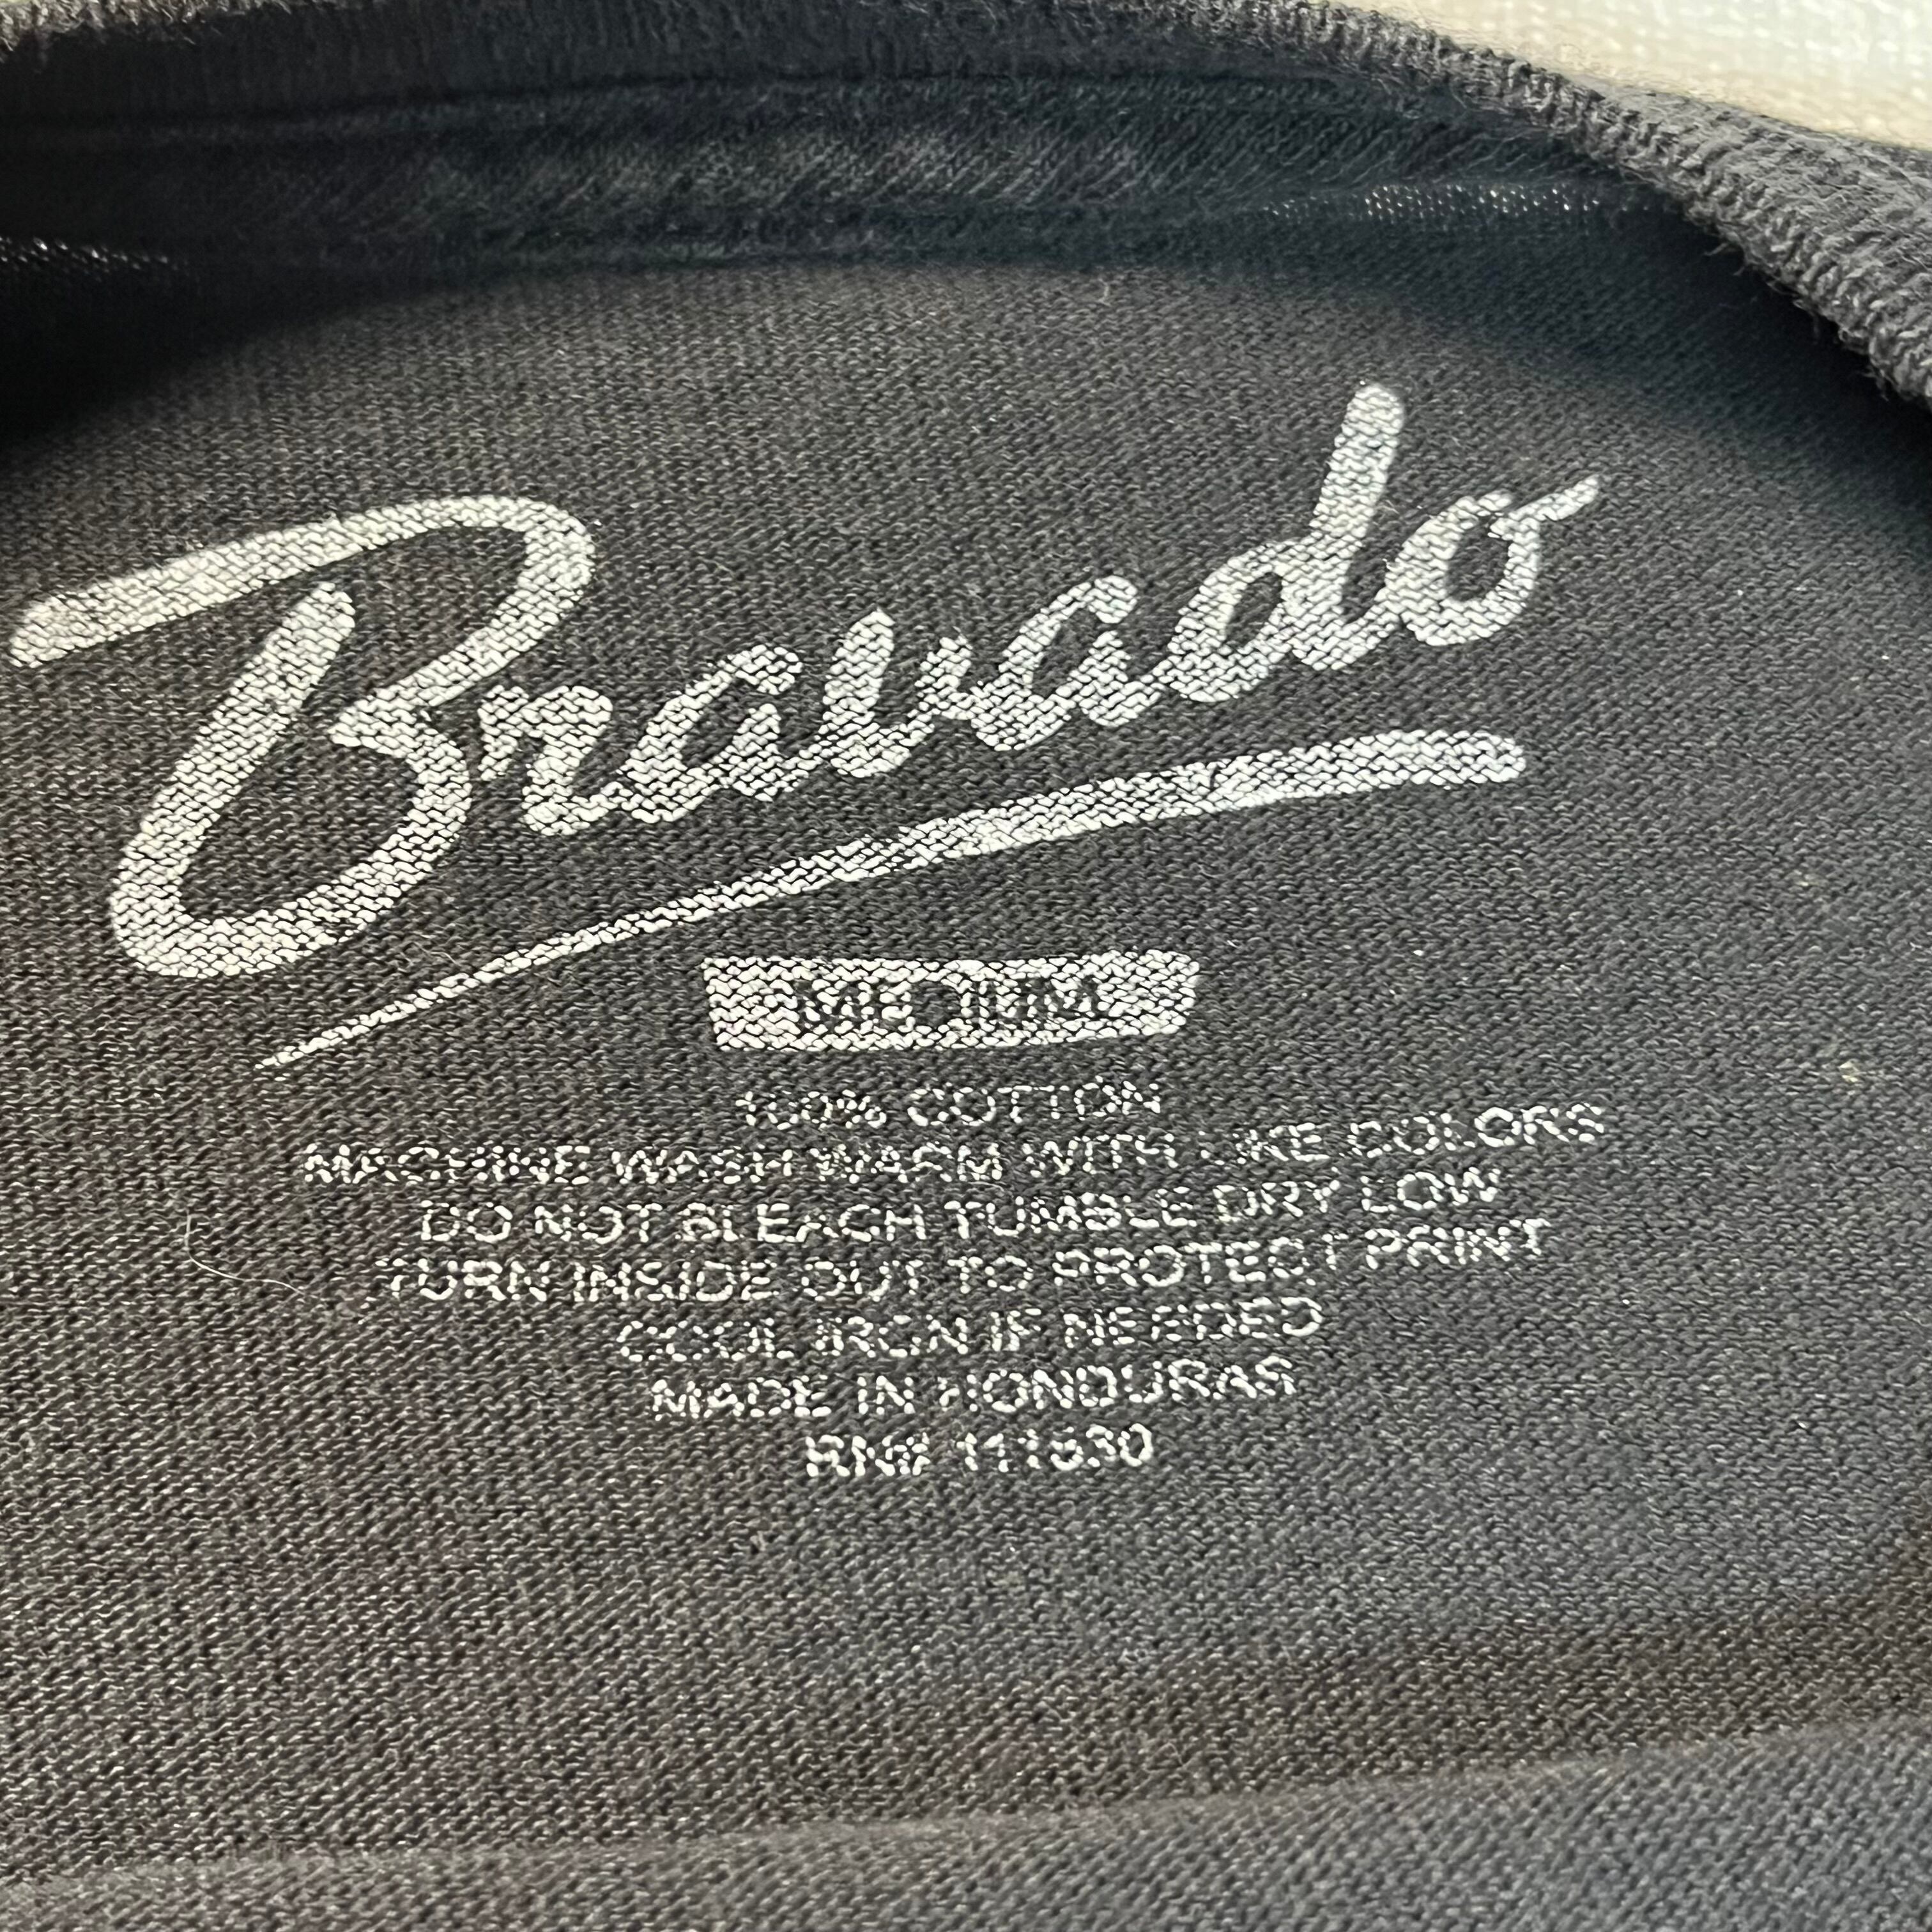 Bravado
MEDIUM
100% COTTON
MACHINE WASH WARM WITH LIKE COLORS
DO NOT BLEACH TUMBLE DRY LOW
TURN INSIDE OUT TO PROTECT PRINT
COOL IRON IF NEEDED
MADE IN HONDURAS
RN# 111630